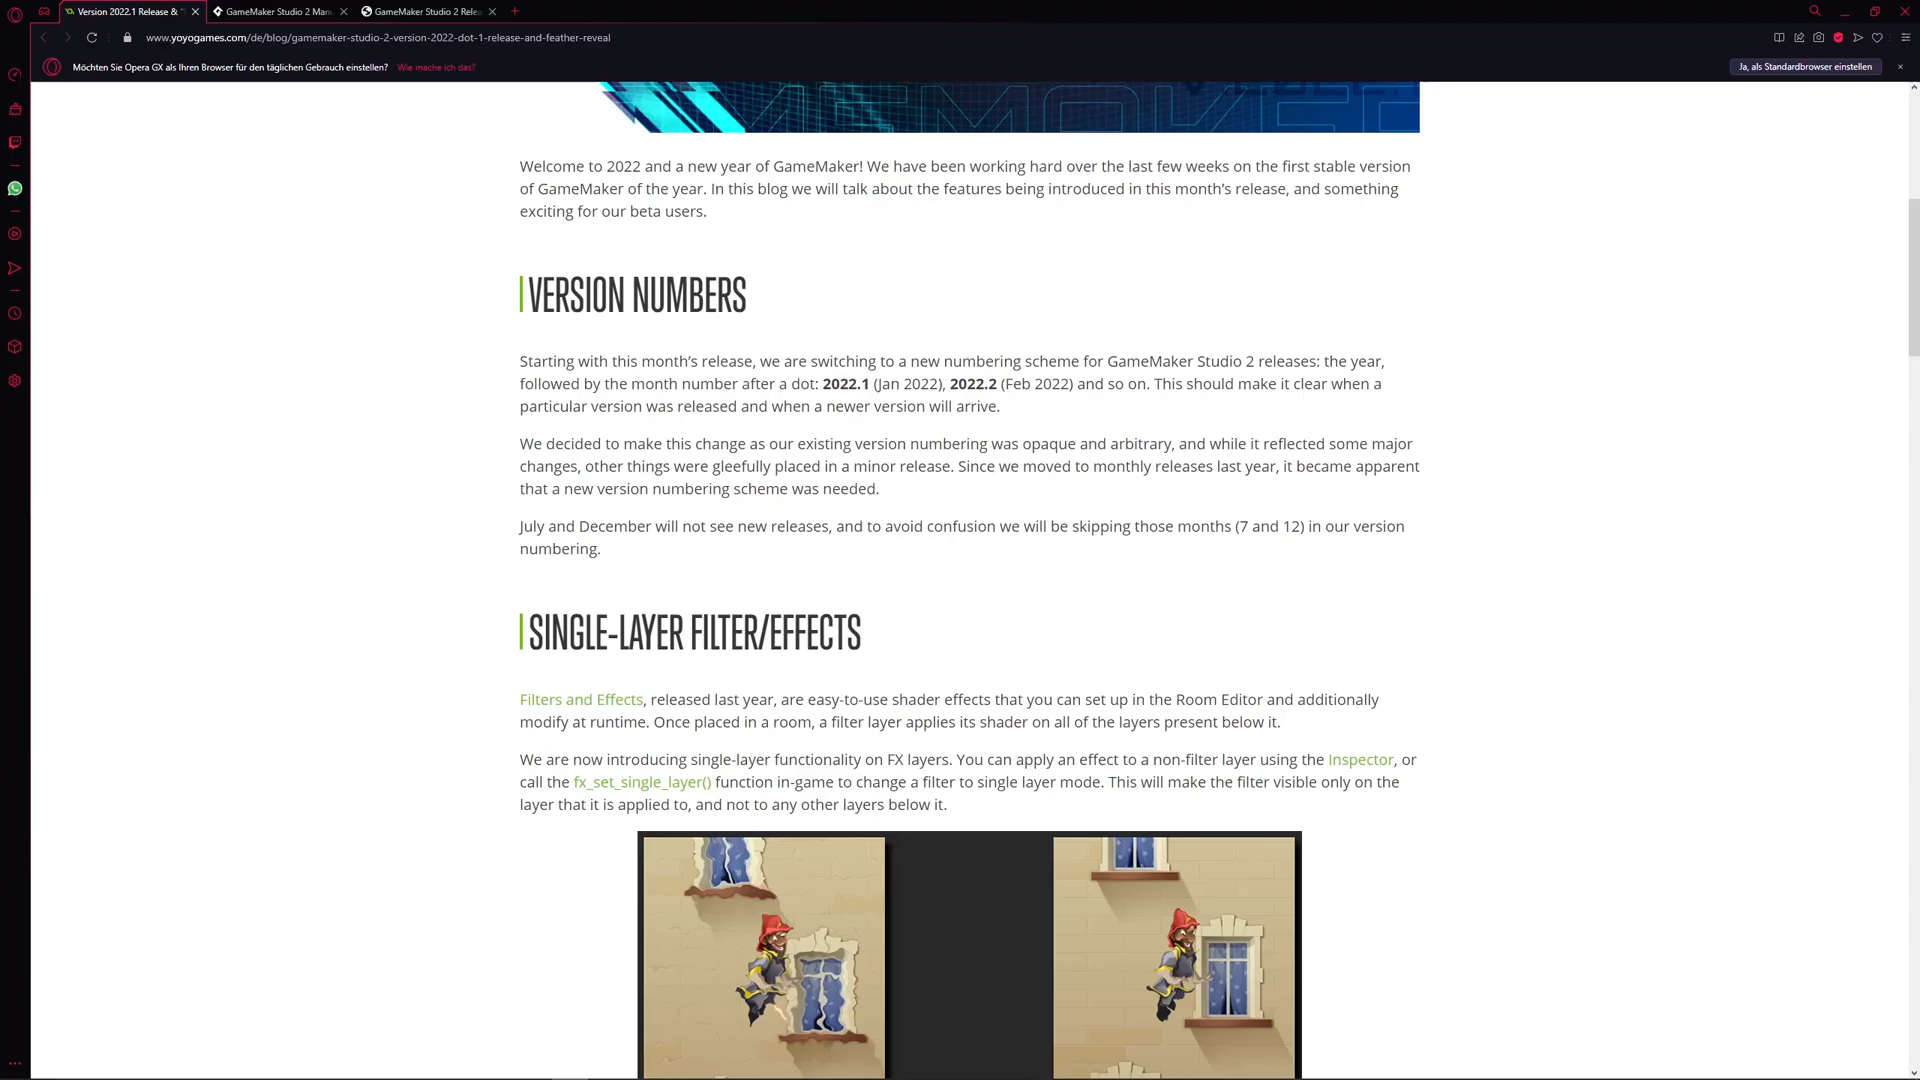 Version 2022.1 Release & "
GameMaker Studio 2 Manu
GameMaker Studio 2 Relea
www.yoyogames.com/de/blog/gamemaker-studio-2-version-2022-dot-1-release-and-feather-reveal
Möchten Sie Opera GX als Ihren Browser für den täglichen Gebrauch einstellen? Wie mache ich das?
Ja, als Standardbrowser einstellen
Welcome to 2022 and a new year of GameMaker! We have been working hard over the last few weeks on the first stable version
of GameMaker of the year. In this blog we will talk about the features being introduced in this month's release, and something
exciting for our beta users.
VERSION NUMBERS
Starting with this month's release, we are switching to a new numbering scheme for GameMaker Studio 2 releases: the year,
followed by the month number after a dot: 2022.1 (Jan 2022), 2022.2 (Feb 2022) and so on. This should make it clear when a
particular version was released and when a newer version will arrive.
We decided to make this change as our existing version numbering was opaque and arbitrary, and while it reflected some major
changes, other things were gleefully placed in a minor release. Since we moved to monthly releases last year, it became apparent
that a new version numbering scheme was needed.
July and December will not see new releases, and to avoid confusion we will be skipping those months (7 and 12) in our version
numbering.
SINGLE-LAYER FILTER/EFFECTS
Filters and Effects, released last year, are easy-to-use shader effects that you can set up in the Room Editor and additionally
modify at runtime. Once placed in a room, a filter layer applies its shader on all of the layers present below it.
We are now introducing single-layer functionality on FX layers. You can apply an effect to a non-filter layer using the Inspector, or
call the fx_set_single_layer() function in-game to change a filter to single layer mode. This will make the filter visible only on the
layer that it is applied to, and not to any other layers below it.